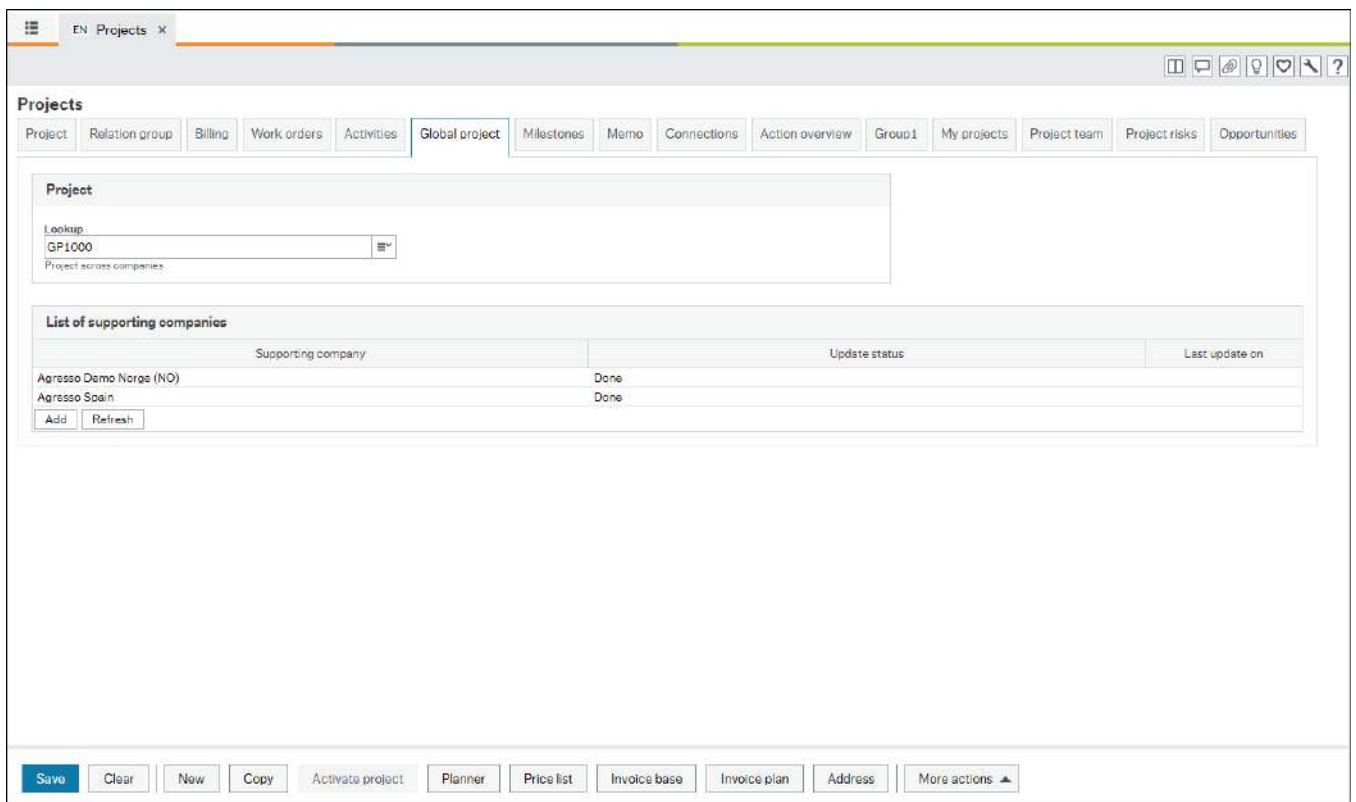 EN Projects ×
?
Projects
Project Relation group Billing Work orders Activities Global project Milestones Memo Connections Action overview Group1 My projects Project team Project risks Opportunities
Project
Lookup
GP1000
Project across companies
List of supporting companies
Supporting company Update status Last update on
Agresso Demo Norge (NO) Done
Agresso Spain Done
Add Refresh
Save Clear New Copy Activate project Planner Price list Invoice base Invoice plan Address More actions